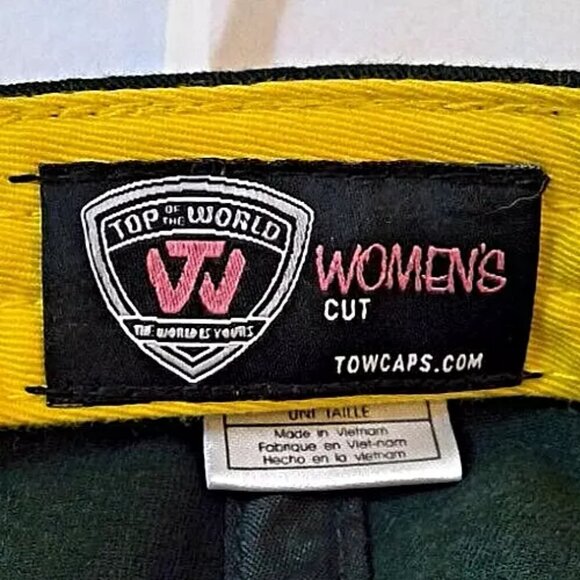 TOP OF THE WORLD
TW
THE WORLD IS YOURS
WOMEN'S
CUT
TOWCAPS.COM
UNI TAILLE
Made in Vietnam
Fabriqué en Viet-nam
Hecho en la vietnam